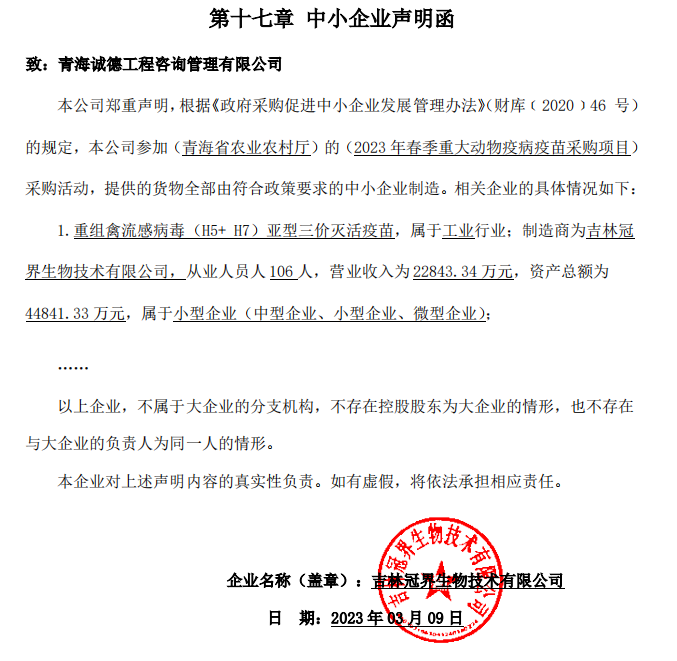 第十七章 中小企业声明函
致：青海诚德工程咨询管理有限公司
本公司郑重声明，根据《政府采购促进中小企业发展管理办法》（财库﹝2020﹞46 号）
的规定，本公司参加（青海省农业农村厅）的（2023 年春季重大动物疫病疫苗采购项目）
采购活动，提供的货物全部由符合政策要求的中小企业制造。相关企业的具体情况如下：
1. 重组禽流感病毒（H5+ H7）亚型三价灭活疫苗，属于工业行业；制造商为吉林冠
界生物技术有限公司，从业人员人 106 人，营业收入为 22843.34 万元，资产总额为
44841.33 万元，属于小型企业（中型企业、小型企业、微型企业）；
……
以上企业，不属于大企业的分支机构，不存在控股股东为大企业的情形，也不存在
与大企业的负责人为同一人的情形。
本企业对上述声明内容的真实性负责。如有虚假，将依法承担相应责任。
吉林冠界生物技术有限公司
企业名称（盖章）：吉林冠界生物技术有限公司
日 期：2023 年 03 月 09 日